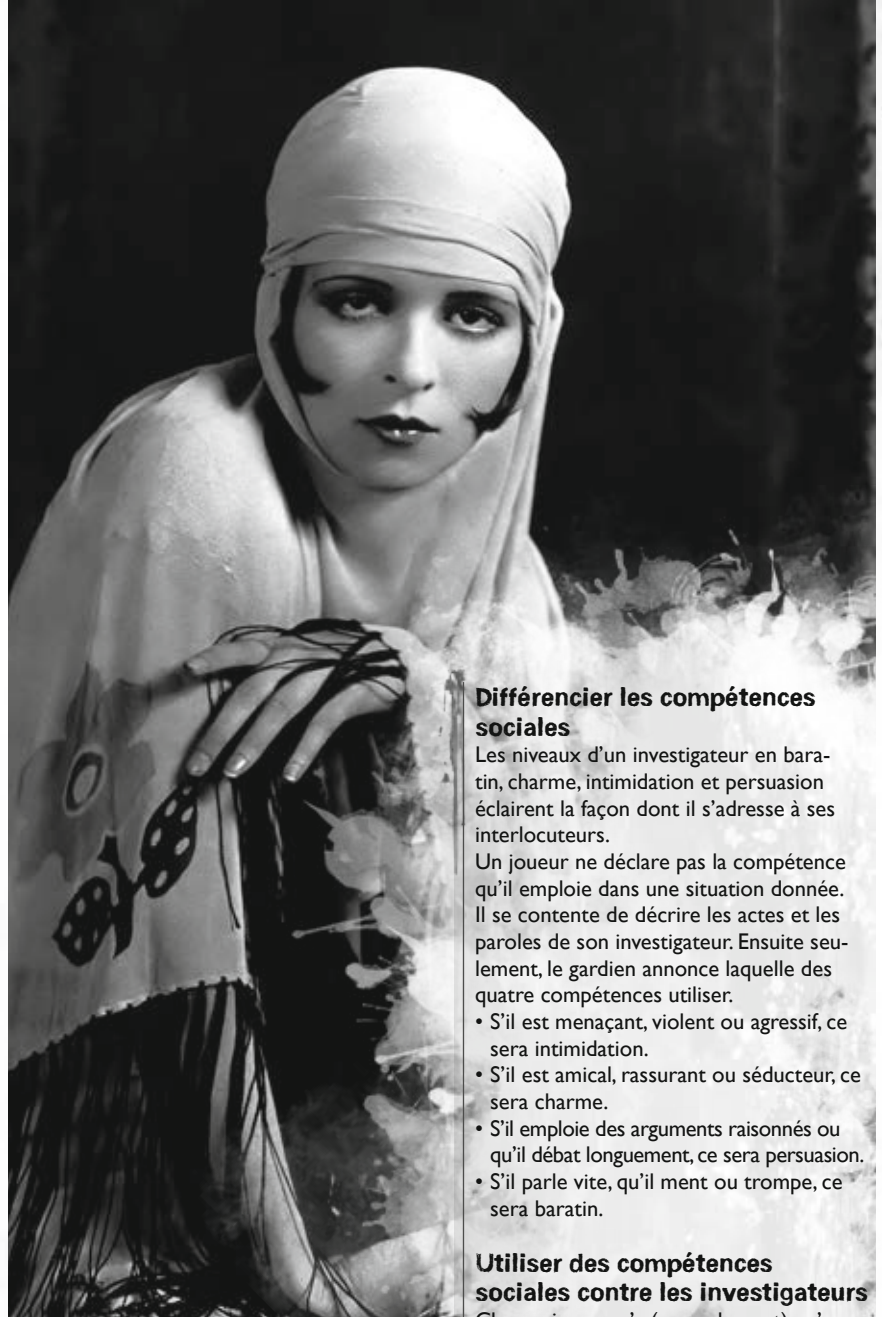 Différencier les compétences
sociales
Les niveaux d'un investigateur en bara-
tin, charme, intimidation et persuasion
éclairent la façon dont il s'adresse à ses
interlocuteurs.
Un joueur ne déclare pas la compétence
qu'il emploie dans une situation donnée.
Il se contente de décrire les actes et les
paroles de son investigateur. Ensuite seu-
lement, le gardien annonce laquelle des
quatre compétences utiliser.
• S'il est menaçant, violent ou agressif, ce
sera intimidation.
• S'il est amical, rassurant ou séducteur, ce
sera charme.
• S'il emploie des arguments raisonnés ou
qu'il débat longuement, ce sera persuasion.
• S'il parle vite, qu'il ment ou trompe, ce
sera baratin.
Utiliser des compétences
sociales contre les investigateurs